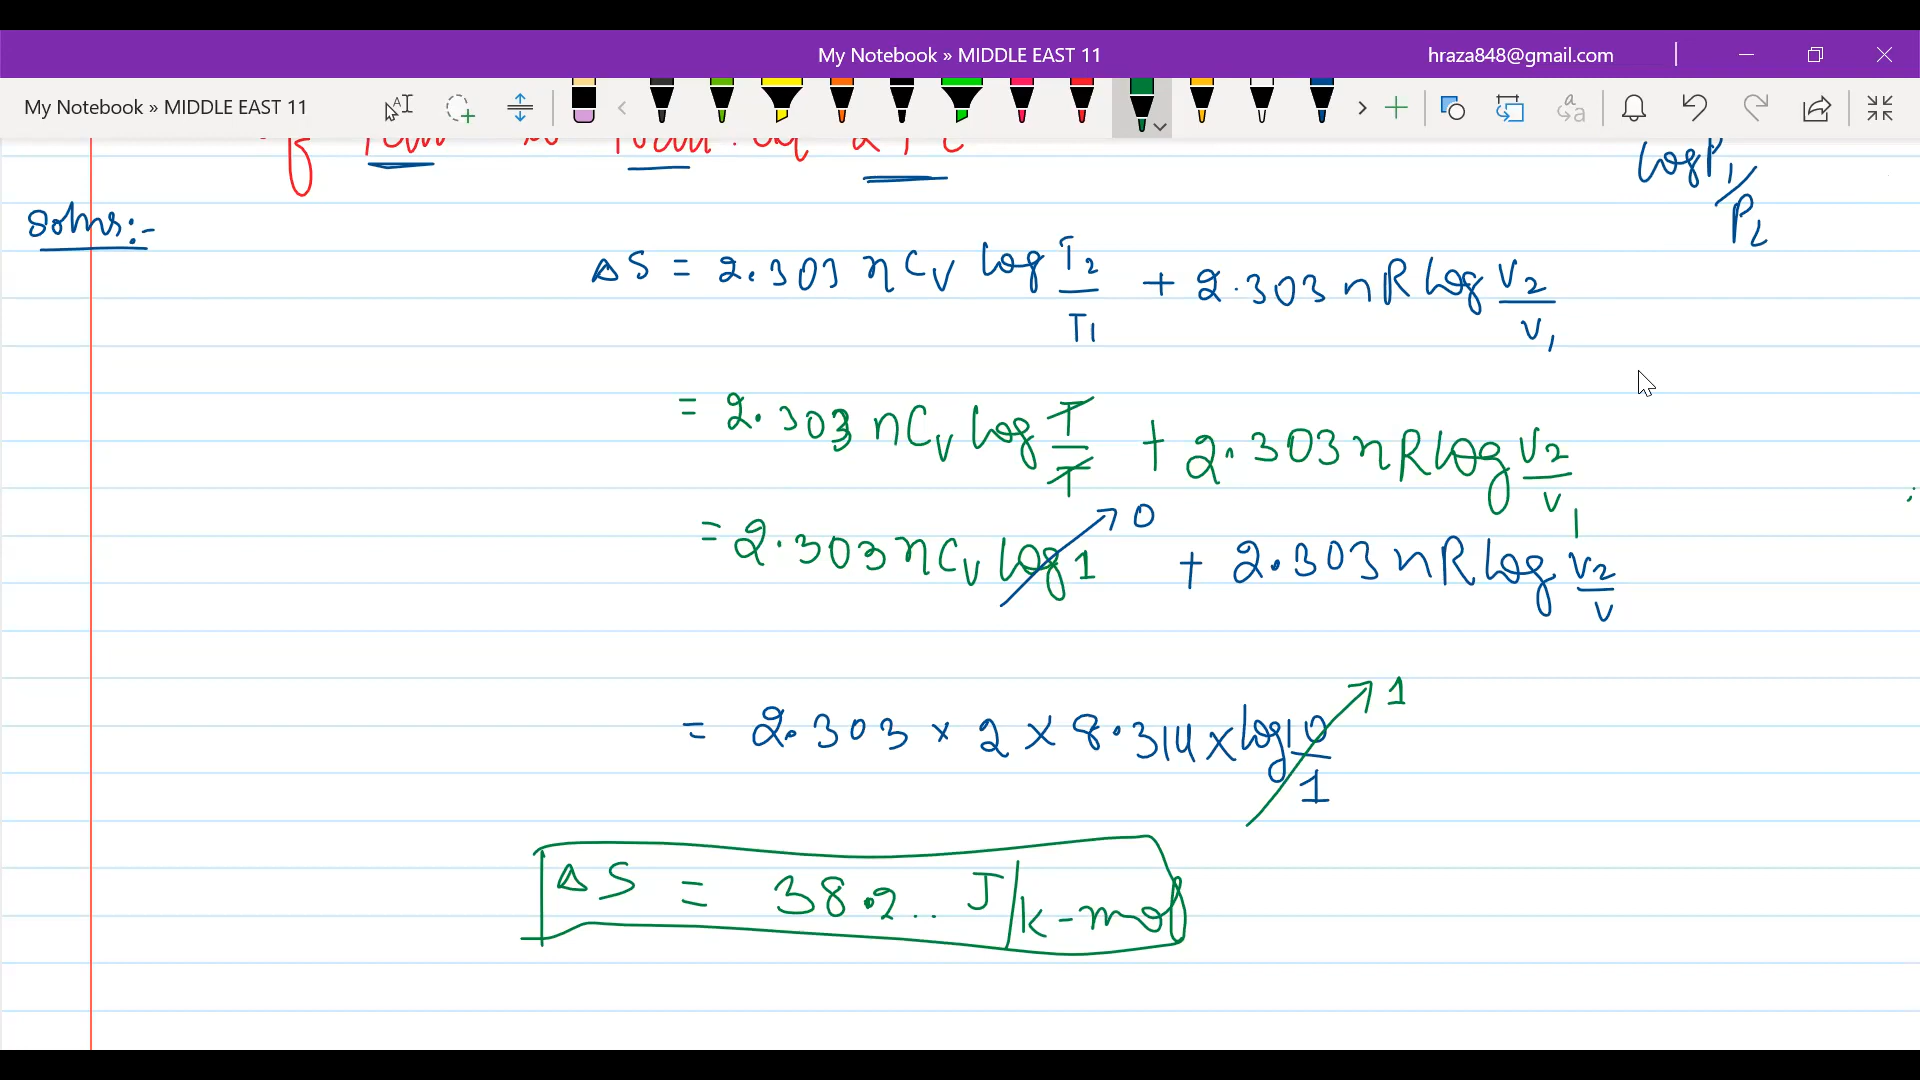 My Notebook » MIDDLE EAST 11
hraza848@gmail.com
My Notebook » MIDDLE EAST 11
log P1/P2
Solns:-
ΔS = 2.303 nCv log T2/T1 + 2.303 nR log V2/V1
= 2.303 nCv log T/T + 2.303 nR log V2/V1
= 2.303 nCv log 1 → 0 + 2.303 nR log V2/V
= 2.303 × 2 × 8.314 × log 10/1 → 1
ΔS = 38.2.. J/k-mol